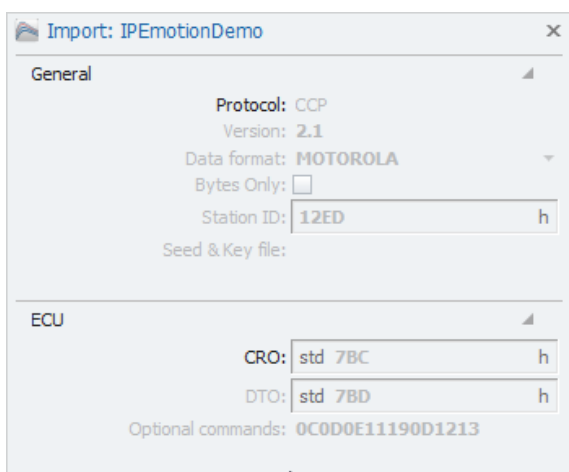 Import: IPEmotionDemo
General
Protocol: CCP
Version: 2.1
Data format: MOTOROLA
Bytes Only:
Station ID: 12ED h
Seed & Key file:
ECU
CRO: std 7BC h
DTO: std 7BD h
Optional commands: 0C0D0E11190D1213